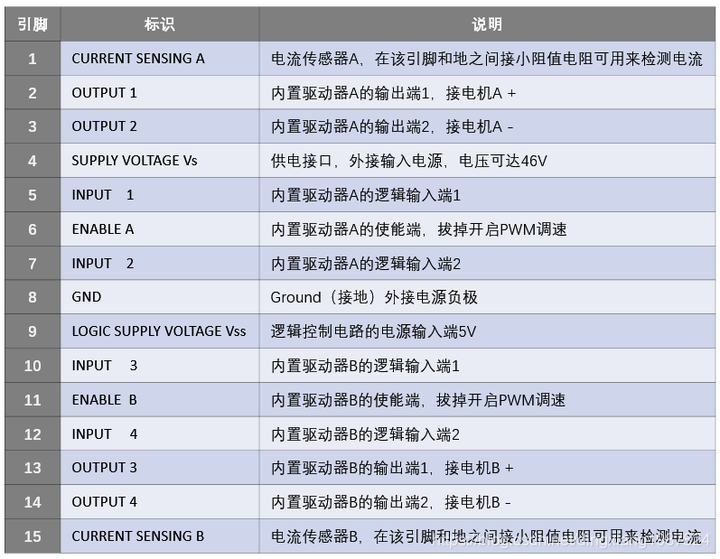 引脚 标识 说明
1 CURRENT SENSING A 电流传感器A，在该引脚和地之间接小阻值电阻可用来检测电流
2 OUTPUT 1 内置驱动器A的输出端1，接电机A +
3 OUTPUT 2 内置驱动器A的输出端2，接电机A -
4 SUPPLY VOLTAGE Vs 供电接口，外接输入电源，电压可达46V
5 INPUT 1 内置驱动器A的逻辑输入端1
6 ENABLE A 内置驱动器A的使能端，拔掉开启PWM调速
7 INPUT 2 内置驱动器A的逻辑输入端2
8 GND Ground（接地）外接电源负极
9 LOGIC SUPPLY VOLTAGE Vss 逻辑控制电路的电源输入端5V
10 INPUT 3 内置驱动器B的逻辑输入端1
11 ENABLE B 内置驱动器B的使能端，拔掉开启PWM调速
12 INPUT 4 内置驱动器B的逻辑输入端2
13 OUTPUT 3 内置驱动器B的输出端1，接电机B +
14 OUTPUT 4 内置驱动器B的输出端2，接电机B -
15 CURRENT SENSING B 电流传感器B，在该引脚和地之间接小阻值电阻可用来检测电流